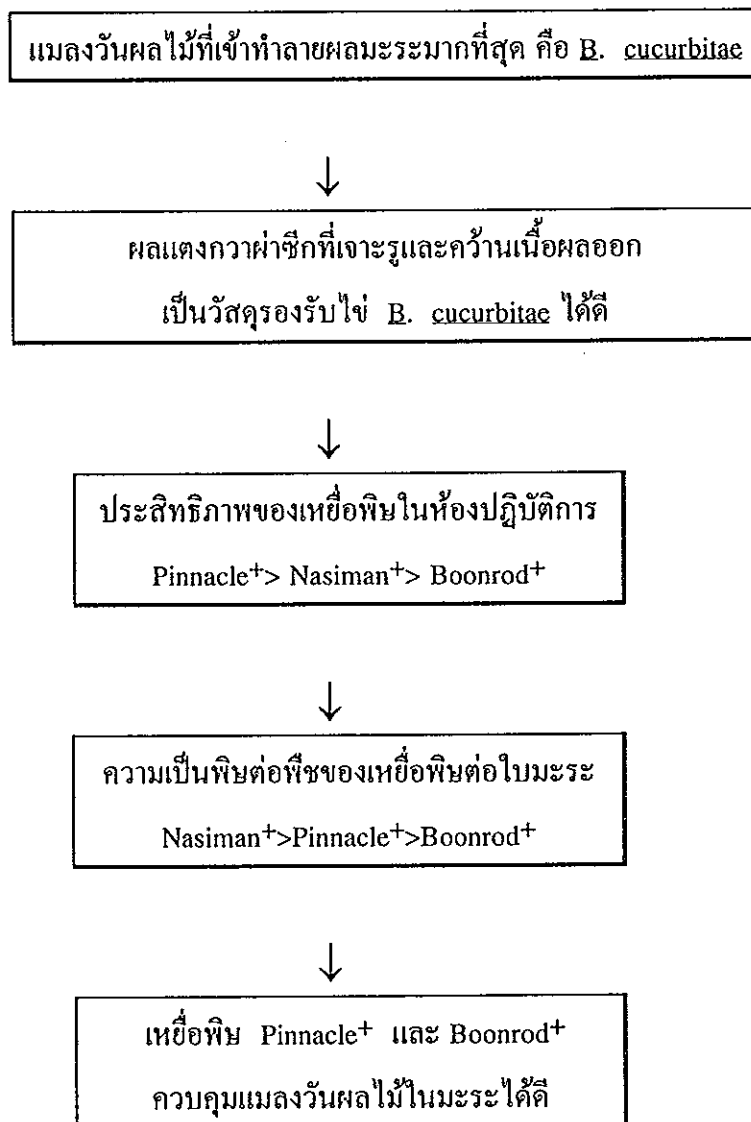 แมลงวันผลไม้ที่เข้าทำลายผลมะระมากที่สุด คือ B. cucurbitae
↓
ผลแตงกวาผ่าซีกที่เจาะรูและคว้านเนื้อผลออก
เป็นวัสดุรองรับไข่ B. cucurbitae ได้ดี
↓
ประสิทธิภาพของเหยื่อพิษในห้องปฏิบัติการ
Pinnacle+> Nasiman+> Boonrod+
↓
ความเป็นพิษต่อพืชของเหยื่อพิษต่อใบมะระ
Nasiman+>Pinnacle+>Boonrod+
↓
เหยื่อพิษ Pinnacle+ และ Boonrod+
ควบคุมแมลงวันผลไม้ในมะระได้ดี